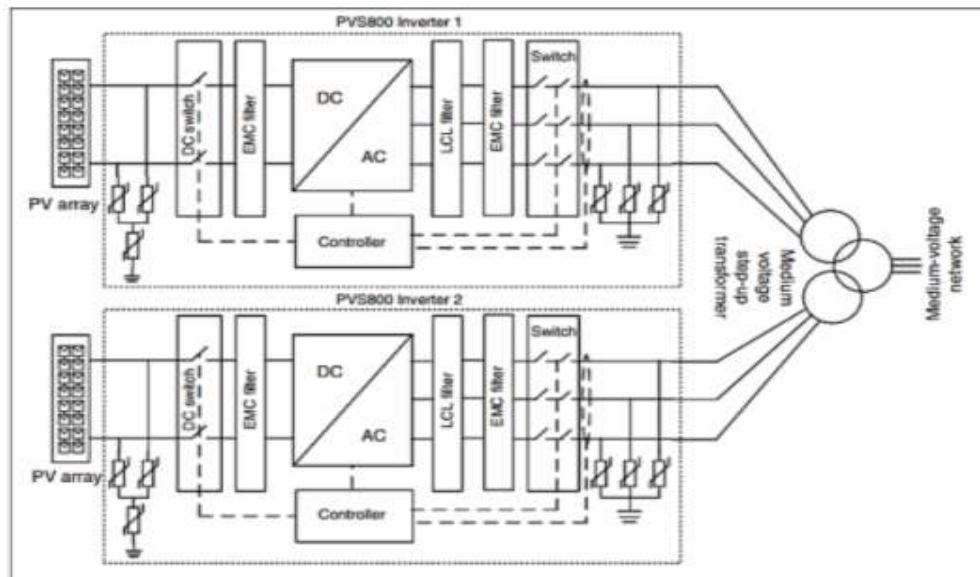 PVS800 Inverter 1
PV array
DC switch
EMC filter
DC
AC
LCL filter
EMC filter
Switch
Controller
Medium
voltage
step-up
transformer
Medium-voltage
network
PVS800 Inverter 2
PV array
DC switch
EMC filter
DC
AC
LCL filter
EMC filter
Switch
Controller